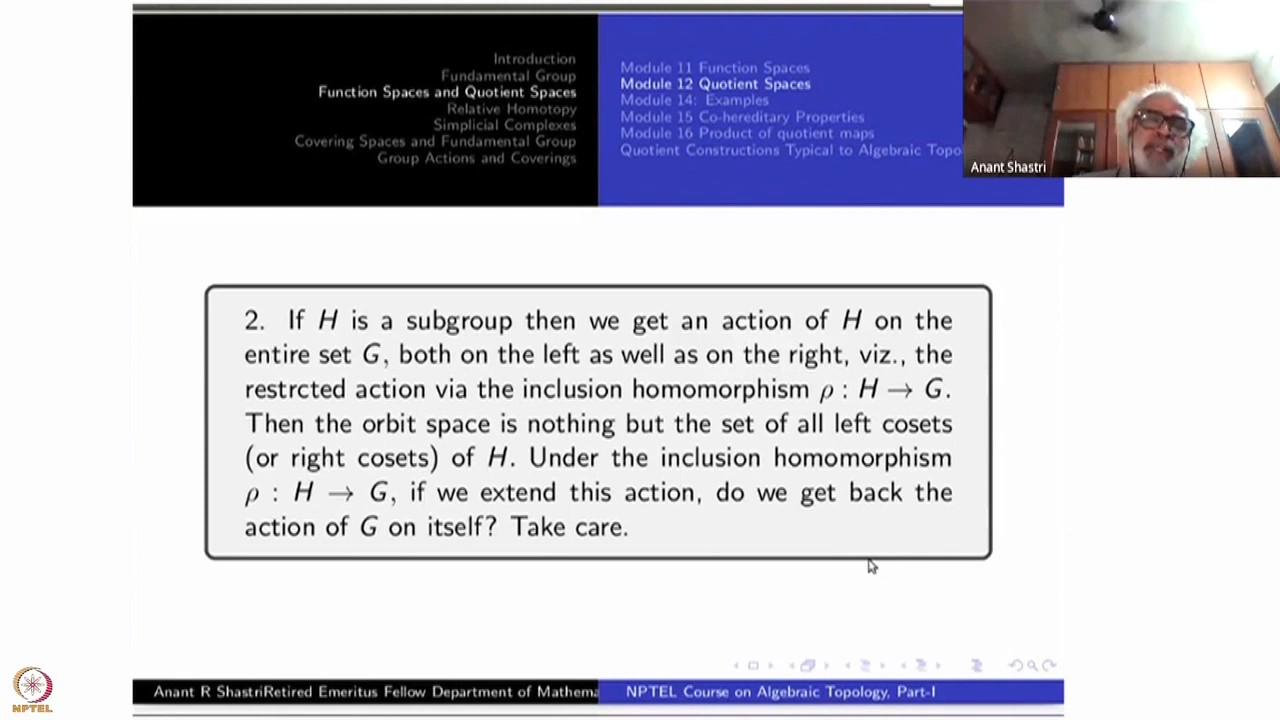 Introduction
Fundamental Group
Function Spaces and Quotient Spaces
Relative Homotopy
Simplicial Complexes
Covering Spaces and Fundamental Group
Group Actions and Coverings
Module 11 Function Spaces
Module 12 Quotient Spaces
Module 14: Examples
Module 15 Co-hereditary Properties
Module 16 Product of quotient maps
Quotient Constructions Typical to Algebraic Topo
Anant Shastri
2. If H is a subgroup then we get an action of H on the
entire set G, both on the left as well as on the right, viz., the
restrcted action via the inclusion homomorphism ρ : H → G.
Then the orbit space is nothing but the set of all left cosets
(or right cosets) of H. Under the inclusion homomorphism
ρ : H → G, if we extend this action, do we get back the
action of G on itself? Take care.
Anant R ShastriRetired Emeritus Fellow Department of Mathema
NPTEL Course on Algebraic Topology, Part-I
NPTEL